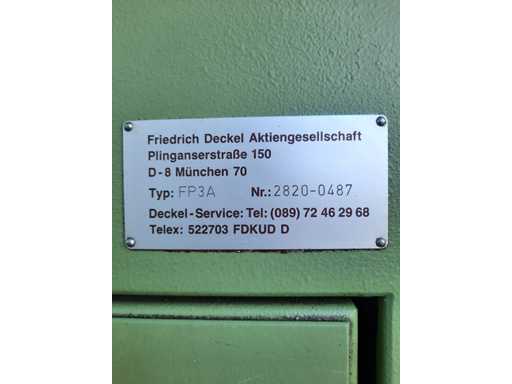 Friedrich Deckel Aktiengesellschaft
Plinganserstraße 150
D-8 München 70
Typ: FP3A Nr.: 2820-0487
Deckel-Service: Tel: (089) 72 46 29 68
Telex: 522703 FDKUD D